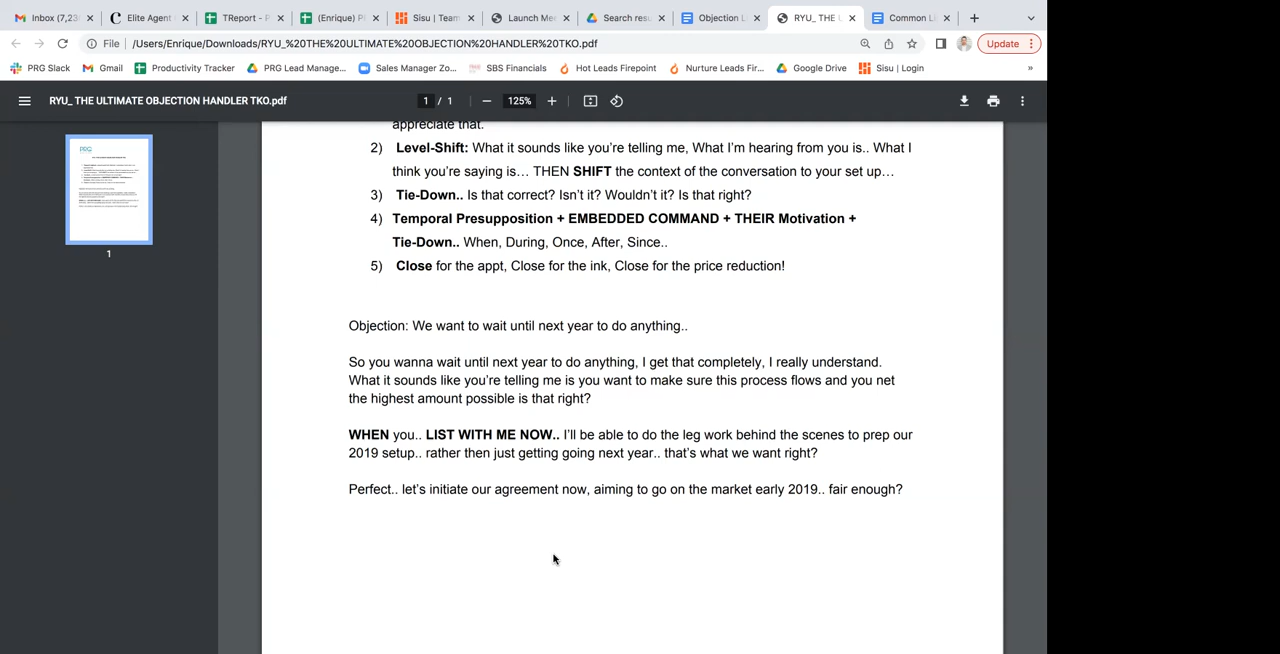 Inbox (7,23
Elite Agent
TReport - P
(Enrique) P
Sisu | Team
Launch Mee
Search resu
Objection L
RYU_ THE U
Common Li
File
/Users/Enrique/Downloads/RYU_%20THE%20ULTIMATE%20OBJECTION%20HANDLER%20TKO.pdf
Update
PRG Slack
Gmail
Productivity Tracker
PRG Lead Manage...
Sales Manager Zo...
SBS Financials
Hot Leads Firepoint
Nurture Leads Fir...
Google Drive
Sisu | Login
»
RYU_ THE ULTIMATE OBJECTION HANDLER TKO.pdf
1 / 1
125%
PRG
1
appreciate that.
2) Level-Shift: What it sounds like you're telling me, What I'm hearing from you is.. What I
think you're saying is… THEN SHIFT the context of the conversation to your set up…
3) Tie-Down.. Is that correct? Isn't it? Wouldn't it? Is that right?
4) Temporal Presupposition + EMBEDDED COMMAND + THEIR Motivation +
Tie-Down.. When, During, Once, After, Since..
5) Close for the appt, Close for the ink, Close for the price reduction!
Objection: We want to wait until next year to do anything..
So you wanna wait until next year to do anything, I get that completely, I really understand.
What it sounds like you're telling me is you want to make sure this process flows and you net
the highest amount possible is that right?
WHEN you.. LIST WITH ME NOW.. I'll be able to do the leg work behind the scenes to prep our
2019 setup.. rather then just getting going next year.. that's what we want right?
Perfect.. let's initiate our agreement now, aiming to go on the market early 2019.. fair enough?